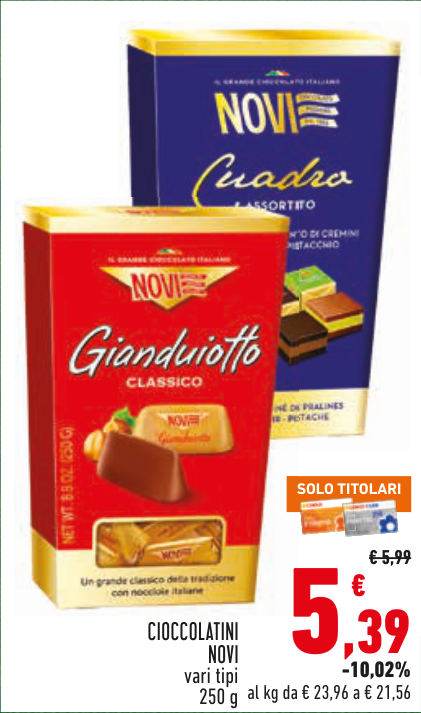 IL GRANDE CIOCCOLATO ITALIANO
NOVI
CIOCCOLATO
Cuadro
ASSORTITO
NTO DI CREMINI
PISTACCHIO
NÉ DI PRALINES
- PISTACHE
IL GRANDE CIOCCOLATO ITALIANO
NOVI
Gianduiotto
CLASSICO
NOVI
Gianduiotto
NOVI
NET WT. 8.8 OZ. (250 G)
Un grande classico della tradizione
con nocciole italiane
SOLO TITOLARI
€ 5,99
5,39 €
-10,02%
CIOCCOLATINI
NOVI
vari tipi
250 g
al kg da € 23,96 a € 21,56